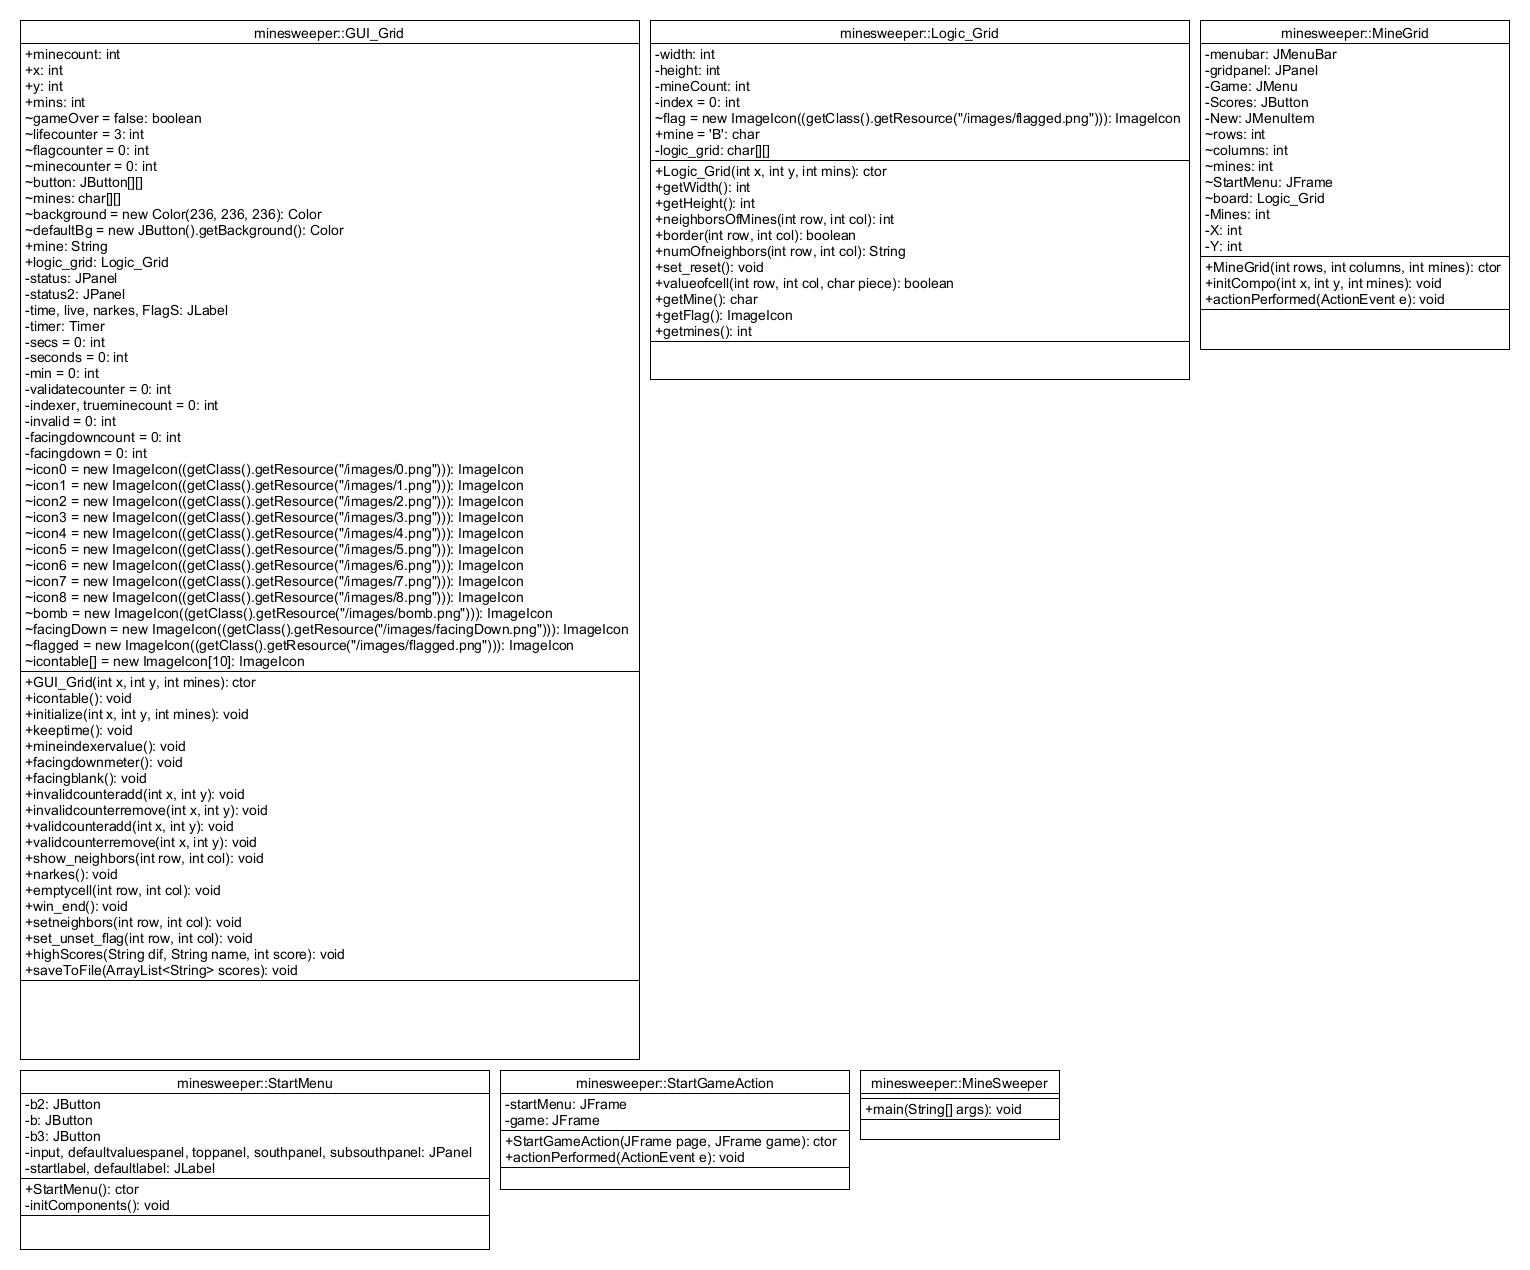 minesweeper::GUI_Grid
+minecount: int
+x: int
+y: int
+mins: int
~gameOver = false: boolean
~lifecounter = 3: int
~flagcounter = 0: int
~minecounter = 0: int
~button: JButton[][]
~mines: char[][]
~background = new Color(236, 236, 236): Color
~defaultBg = new JButton().getBackground(): Color
+mine: String
+logic_grid: Logic_Grid
-status: JPanel
-status2: JPanel
-time, live, narkes, FlagS: JLabel
-timer: Timer
-secs = 0: int
-seconds = 0: int
-min = 0: int
-validatecounter = 0: int
-indexer, trueminecount = 0: int
-invalid = 0: int
-facingdowncount = 0: int
-facingdown = 0: int
~icon0 = new ImageIcon((getClass().getResource("/images/0.png"))): ImageIcon
~icon1 = new ImageIcon((getClass().getResource("/images/1.png"))): ImageIcon
~icon2 = new ImageIcon((getClass().getResource("/images/2.png"))): ImageIcon
~icon3 = new ImageIcon((getClass().getResource("/images/3.png"))): ImageIcon
~icon4 = new ImageIcon((getClass().getResource("/images/4.png"))): ImageIcon
~icon5 = new ImageIcon((getClass().getResource("/images/5.png"))): ImageIcon
~icon6 = new ImageIcon((getClass().getResource("/images/6.png"))): ImageIcon
~icon7 = new ImageIcon((getClass().getResource("/images/7.png"))): ImageIcon
~icon8 = new ImageIcon((getClass().getResource("/images/8.png"))): ImageIcon
~bomb = new ImageIcon((getClass().getResource("/images/bomb.png"))): ImageIcon
~facingDown = new ImageIcon((getClass().getResource("/images/facingDown.png"))): ImageIcon
~flagged = new ImageIcon((getClass().getResource("/images/flagged.png"))): ImageIcon
~icontable[] = new ImageIcon[10]: ImageIcon
+GUI_Grid(int x, int y, int mines): ctor
+icontable(): void
+initialize(int x, int y, int mines): void
+keeptime(): void
+mineindexervalue(): void
+facingdownmeter(): void
+facingblank(): void
+invalidcounteradd(int x, int y): void
+invalidcounterremove(int x, int y): void
+validcounteradd(int x, int y): void
+validcounterremove(int x, int y): void
+show_neighbors(int row, int col): void
+narkes(): void
+emptycell(int row, int col): void
+win_end(): void
+setneighbors(int row, int col): void
+set_unset_flag(int row, int col): void
+highScores(String dif, String name, int score): void
+saveToFile(ArrayList<String> scores): void
minesweeper::Logic_Grid
-width: int
-height: int
-mineCount: int
-index = 0: int
~flag = new ImageIcon((getClass().getResource("/images/flagged.png"))): ImageIcon
+mine = 'B': char
-logic_grid: char[][]
+Logic_Grid(int x, int y, int mins): ctor
+getWidth(): int
+getHeight(): int
+neighborsOfMines(int row, int col): int
+border(int row, int col): boolean
+numOfneighbors(int row, int col): String
+set_reset(): void
+valueofcell(int row, int col, char piece): boolean
+getMine(): char
+getFlag(): ImageIcon
+getmines(): int
minesweeper::MineGrid
-menubar: JMenuBar
-gridpanel: JPanel
-Game: JMenu
-Scores: JButton
-New: JMenuItem
~rows: int
~columns: int
~mines: int
~StartMenu: JFrame
~board: Logic_Grid
-Mines: int
-X: int
-Y: int
+MineGrid(int rows, int columns, int mines): ctor
+initCompo(int x, int y, int mines): void
+actionPerformed(ActionEvent e): void
minesweeper::StartMenu
-b2: JButton
-b: JButton
-b3: JButton
-input, defaultvaluespanel, toppanel, southpanel, subsouthpanel: JPanel
-startlabel, defaultlabel: JLabel
+StartMenu(): ctor
-initComponents(): void
minesweeper::StartGameAction
-startMenu: JFrame
-game: JFrame
+StartGameAction(JFrame page, JFrame game): ctor
+actionPerformed(ActionEvent e): void
minesweeper::MineSweeper
+main(String[] args): void